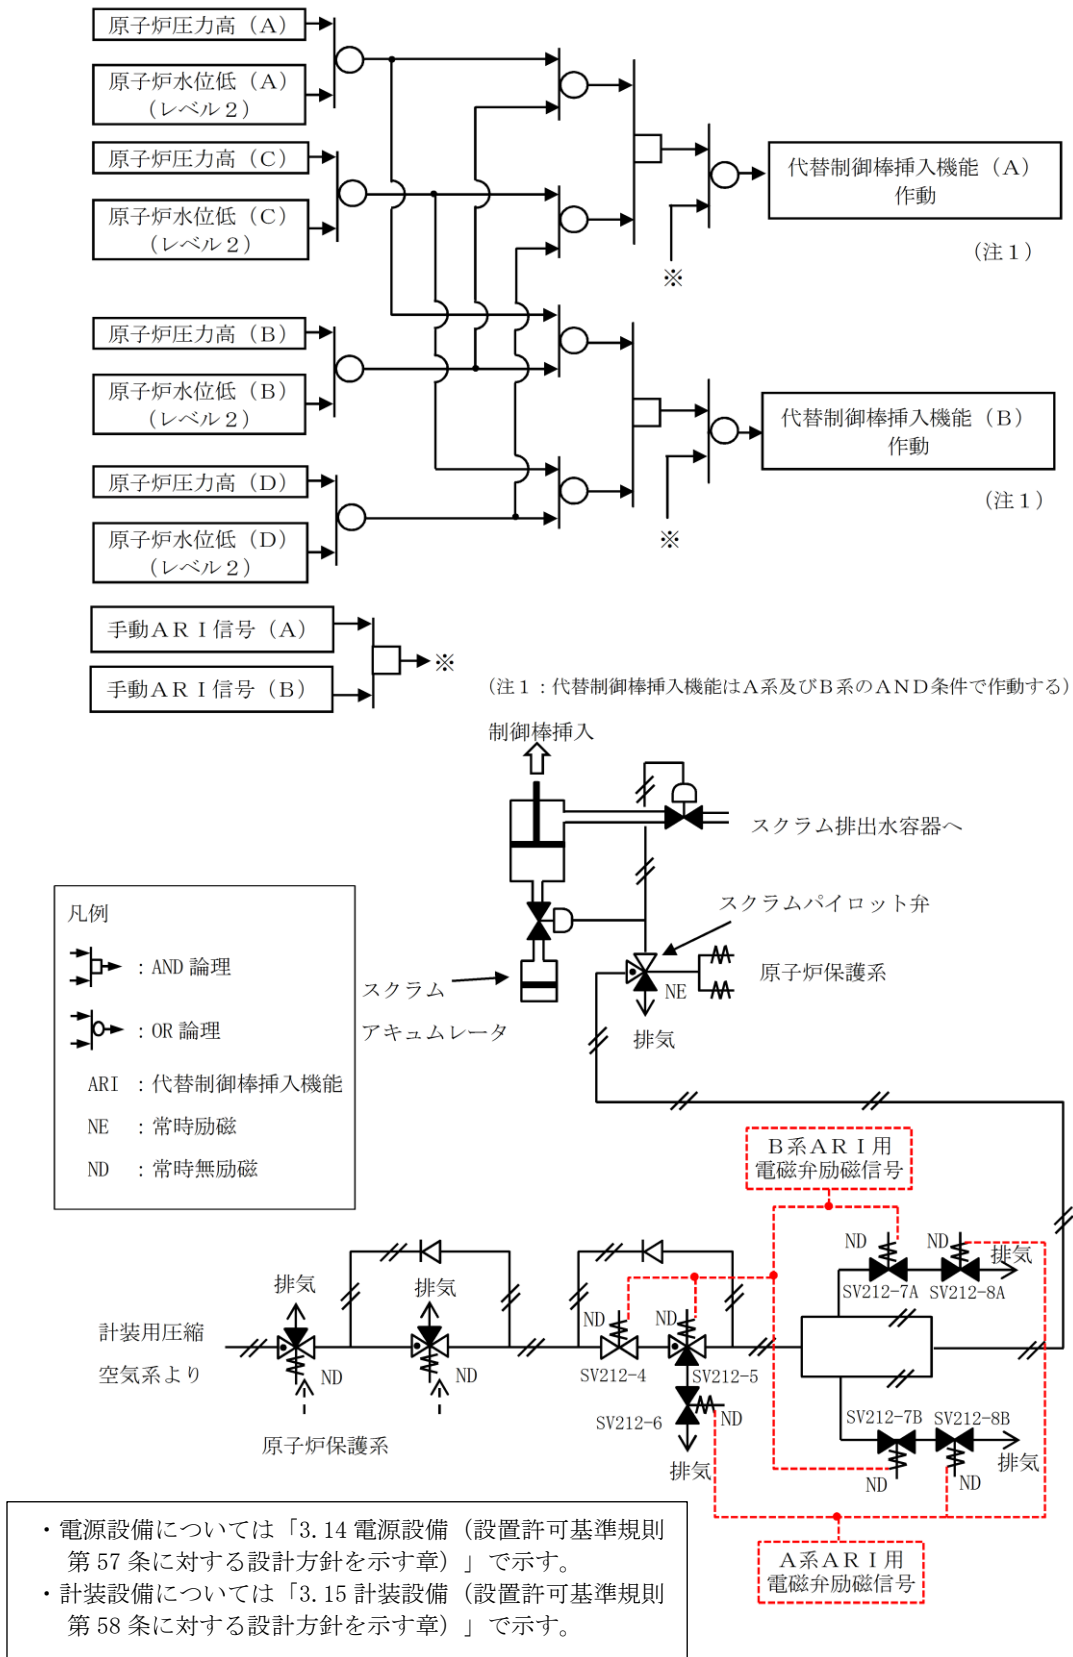 原子炉圧力高（A）
原子炉水位低（A）
（レベル２）
原子炉圧力高（C）
原子炉水位低（C）
（レベル２）
原子炉圧力高（B）
原子炉水位低（B）
（レベル２）
原子炉圧力高（D）
原子炉水位低（D）
（レベル２）
手動ARI信号（A）
手動ARI信号（B）
※
※
※
代替制御棒挿入機能（A）
作動
（注１）
代替制御棒挿入機能（B）
作動
（注１）
（注１：代替制御棒挿入機能はA系及びB系のAND条件で作動する）
制御棒挿入
スクラム排出水容器へ
スクラムパイロット弁
原子炉保護系
NE
排気
スクラム
アキュムレータ
凡例
：AND 論理
：OR 論理
ARI ：代替制御棒挿入機能
NE ：常時励磁
ND ：常時無励磁
B系ARI用
電磁弁励磁信号
ND
ND
排気
SV212-7A
SV212-8A
計装用圧縮
空気系より
排気
ND
排気
ND
原子炉保護系
ND
ND
SV212-4
SV212-5
SV212-6
ND
排気
SV212-7B
SV212-8B
ND
ND
排気
A系ARI用
電磁弁励磁信号
・電源設備については「3.14 電源設備（設置許可基準規則
第 57 条に対する設計方針を示す章）」で示す。
・計装設備については「3.15 計装設備（設置許可基準規則
第 58 条に対する設計方針を示す章）」で示す。